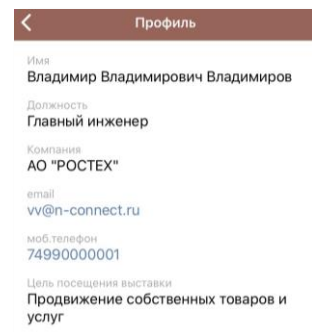 Профиль
Имя
Владимир Владимирович Владимиров
Должность
Главный инженер
Компания
АО "РОСТЕХ"
email
vv@n-connect.ru
моб.телефон
74990000001
Цель посещения выставки
Продвижение собственных товаров и
услуг